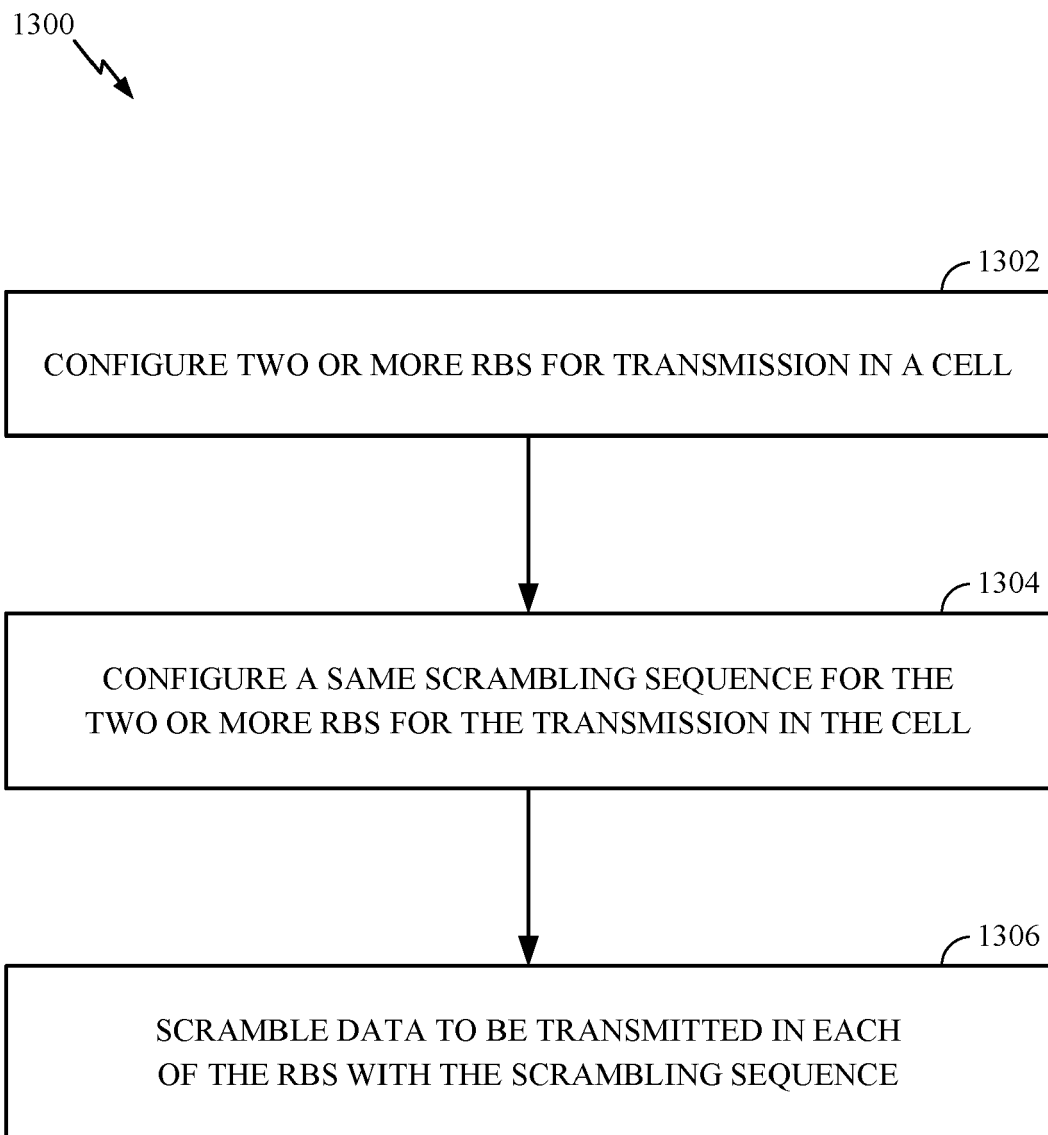 1300
1302
CONFIGURE TWO OR MORE RBS FOR TRANSMISSION IN A CELL
1304
CONFIGURE A SAME SCRAMBLING SEQUENCE FOR THE
TWO OR MORE RBS FOR THE TRANSMISSION IN THE CELL
1306
SCRAMBLE DATA TO BE TRANSMITTED IN EACH
OF THE RBS WITH THE SCRAMBLING SEQUENCE